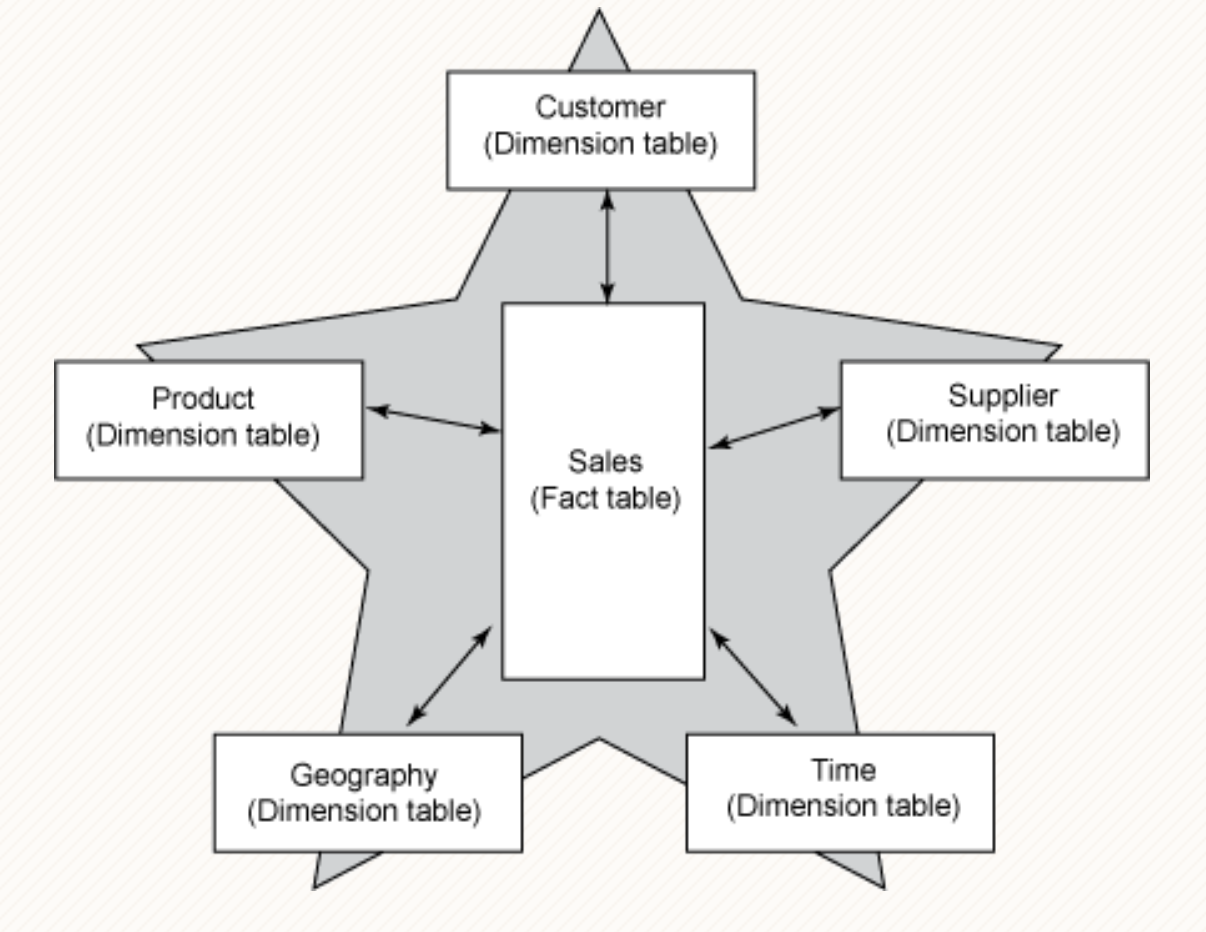 Customer
(Dimension table)
Product
(Dimension table)
Supplier
(Dimension table)
Sales
(Fact table)
Geography
(Dimension table)
Time
(Dimension table)